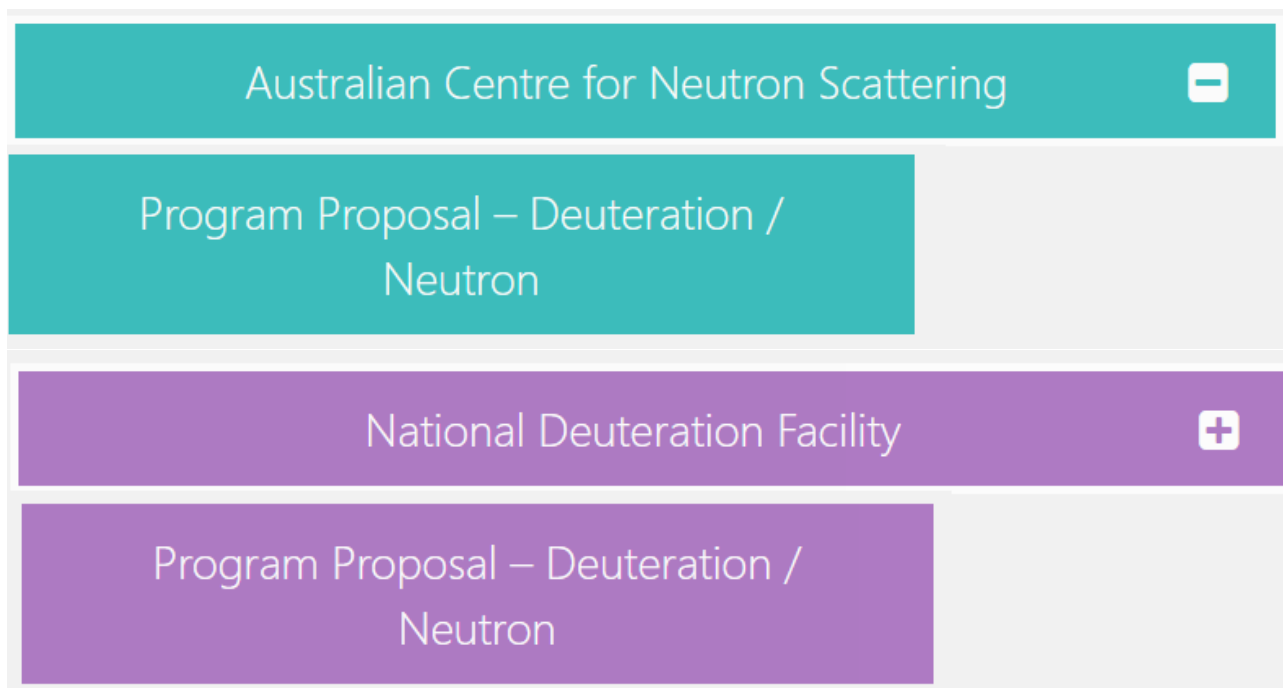 Australian Centre for Neutron Scattering
Program Proposal – Deuteration /
Neutron
National Deuteration Facility
Program Proposal – Deuteration /
Neutron